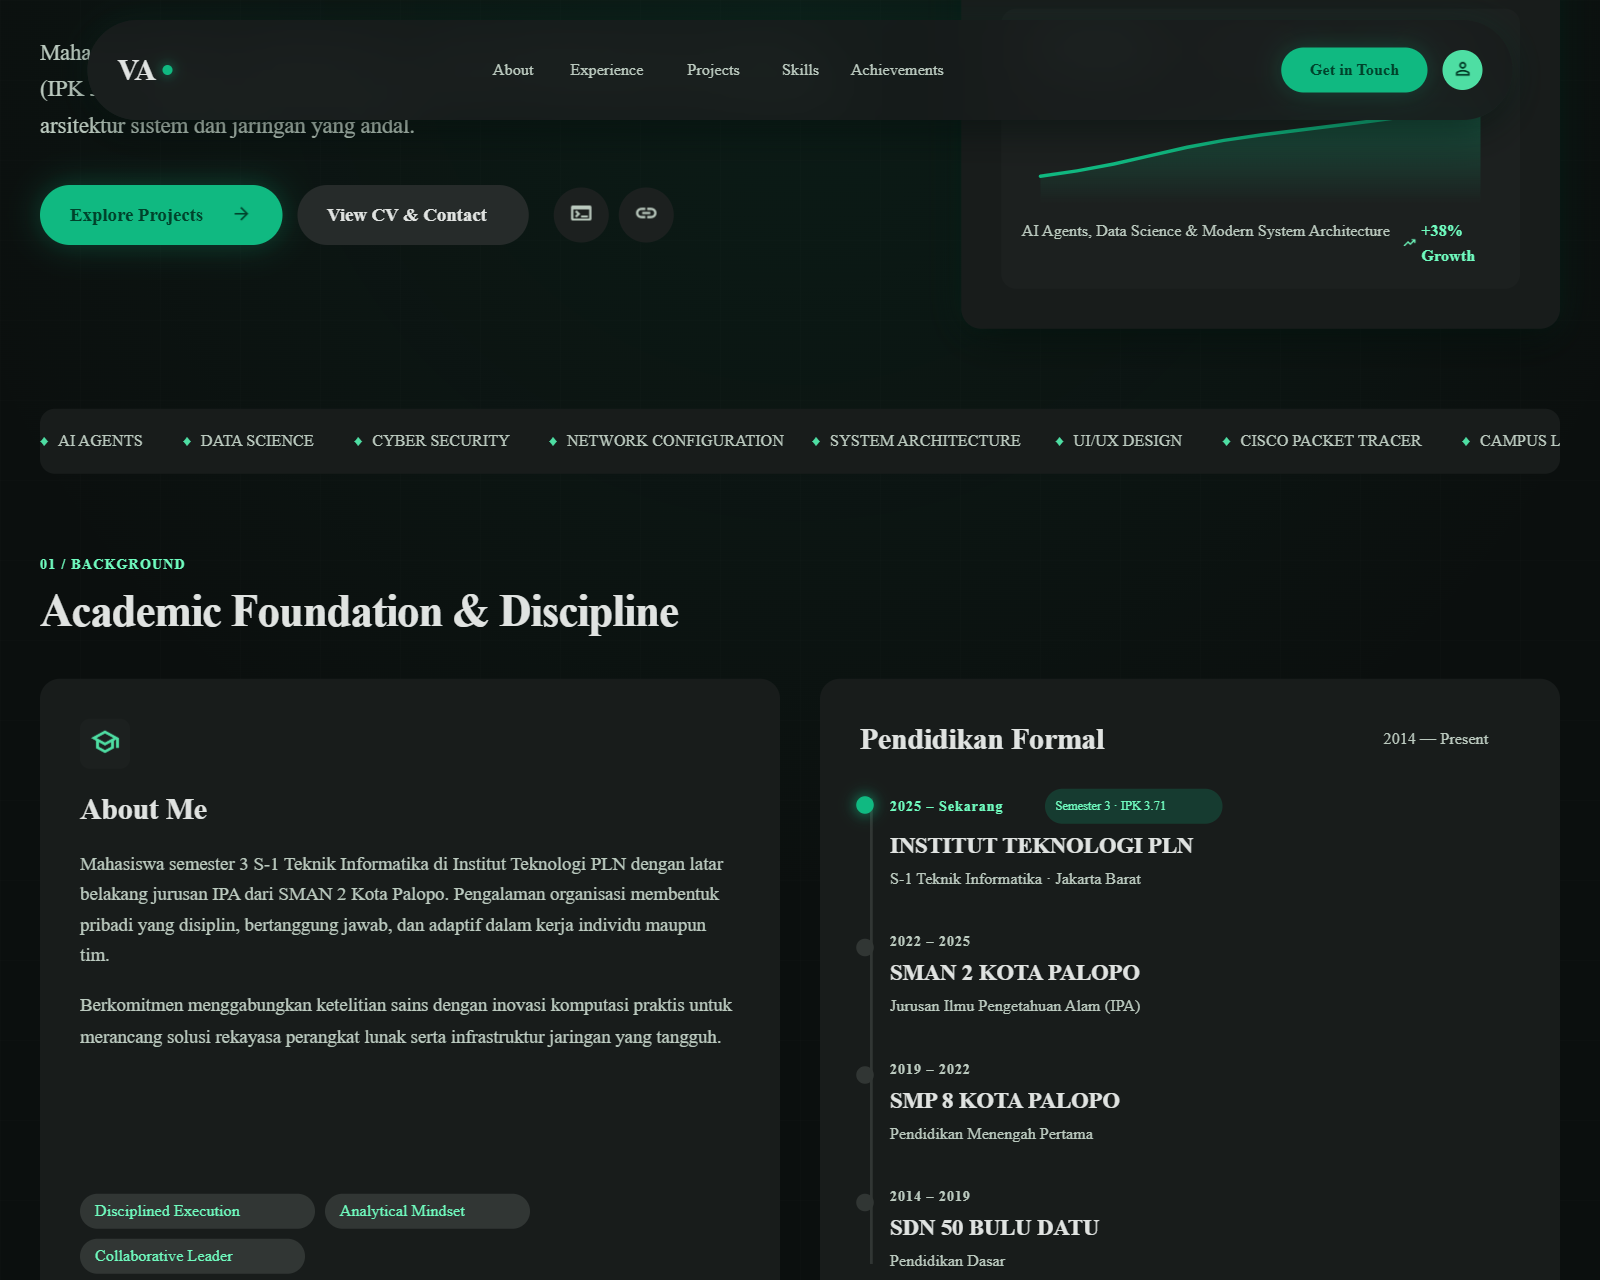 VA
About
Experience
Projects
Skills
Achievements
Get in Touch
Maha
(IPK
arsitektur sistem dan jaringan yang andal.
Explore Projects
View CV & Contact
AI Agents, Data Science & Modern System Architecture
+38%
Growth
AI AGENTS
DATA SCIENCE
CYBER SECURITY
NETWORK CONFIGURATION
SYSTEM ARCHITECTURE
UI/UX DESIGN
CISCO PACKET TRACER
CAMPUS L
01 / BACKGROUND
Academic Foundation & Discipline
About Me
Mahasiswa semester 3 S-1 Teknik Informatika di Institut Teknologi PLN dengan latar
belakang jurusan IPA dari SMAN 2 Kota Palopo. Pengalaman organisasi membentuk
pribadi yang disiplin, bertanggung jawab, dan adaptif dalam kerja individu maupun
tim.
Berkomitmen menggabungkan ketelitian sains dengan inovasi komputasi praktis untuk
merancang solusi rekayasa perangkat lunak serta infrastruktur jaringan yang tangguh.
Disciplined Execution
Analytical Mindset
Collaborative Leader
Pendidikan Formal
2014 — Present
2025 – Sekarang
Semester 3 · IPK 3.71
INSTITUT TEKNOLOGI PLN
S-1 Teknik Informatika · Jakarta Barat
2022 – 2025
SMAN 2 KOTA PALOPO
Jurusan Ilmu Pengetahuan Alam (IPA)
2019 – 2022
SMP 8 KOTA PALOPO
Pendidikan Menengah Pertama
2014 – 2019
SDN 50 BULU DATU
Pendidikan Dasar